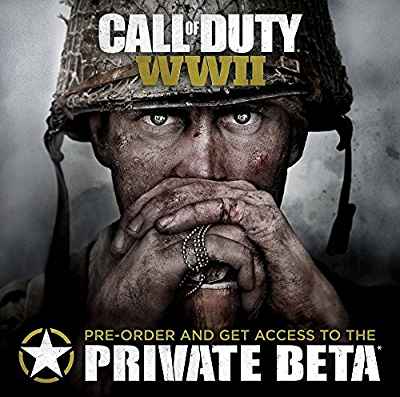 CALL OF DUTY
WWII
PRE-ORDER AND GET ACCESS TO THE
PRIVATE BETA*